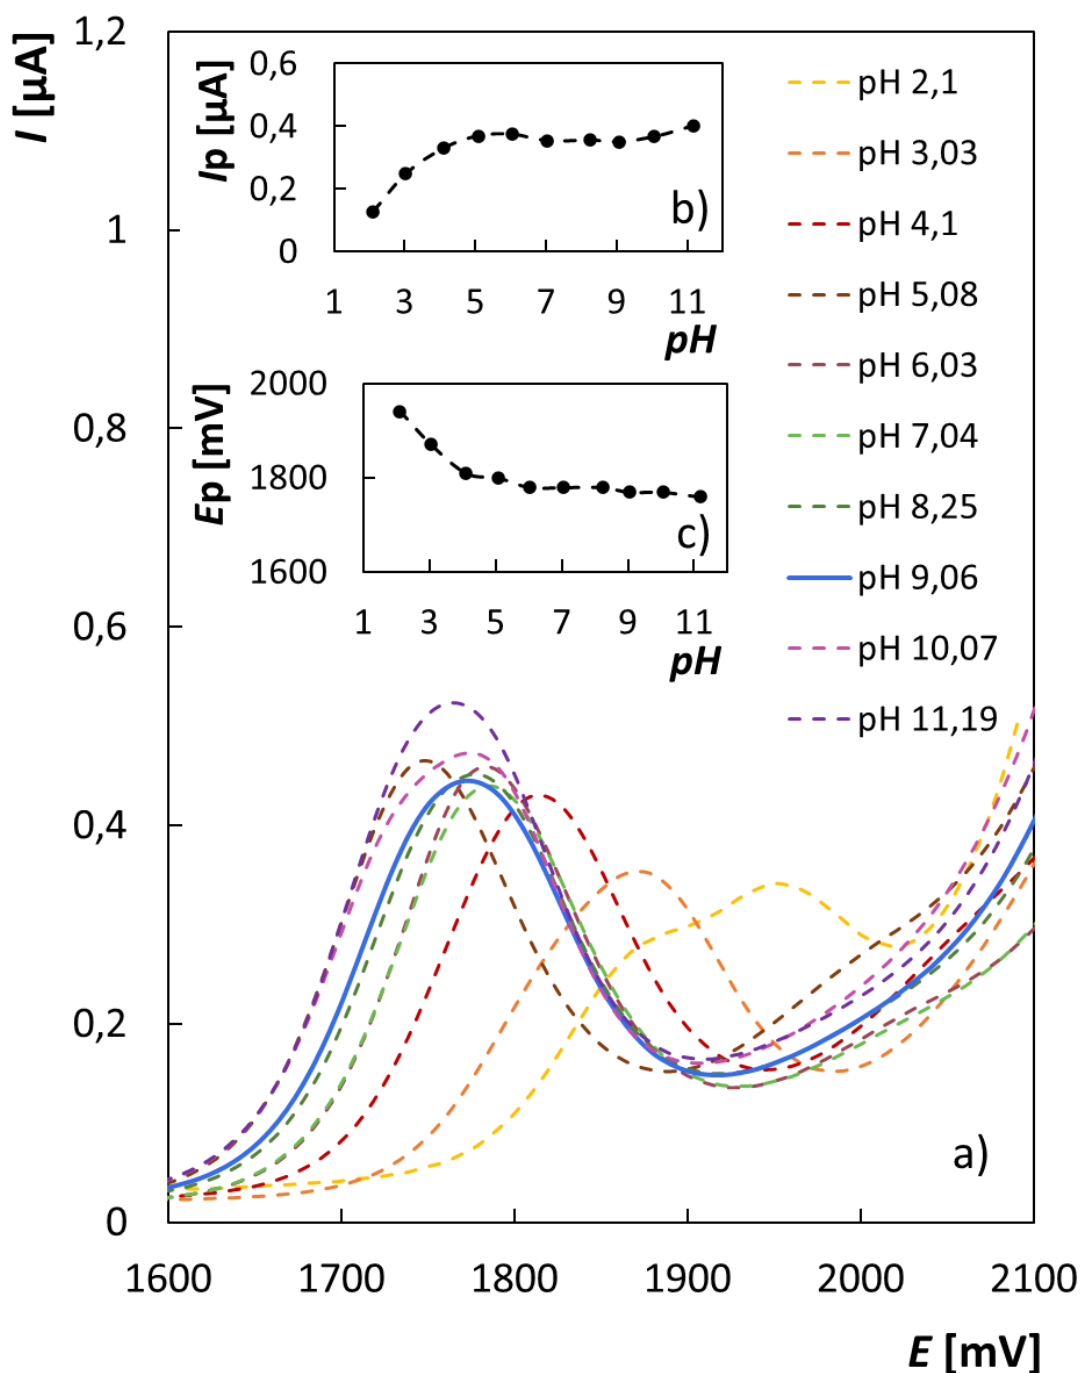 I [µA]
1,2
1
0,8
0,6
0,4
0,2
0
1600 1700 1800 1900 2000 2100
E [mV]
a)
Ip [µA]
0,6
0,4
0,2
0
1 3 5 7 9 11
pH
b)
Ep [mV]
2000
1800
1600
1 3 5 7 9 11
pH
c)
pH 2,1
pH 3,03
pH 4,1
pH 5,08
pH 6,03
pH 7,04
pH 8,25
pH 9,06
pH 10,07
pH 11,19